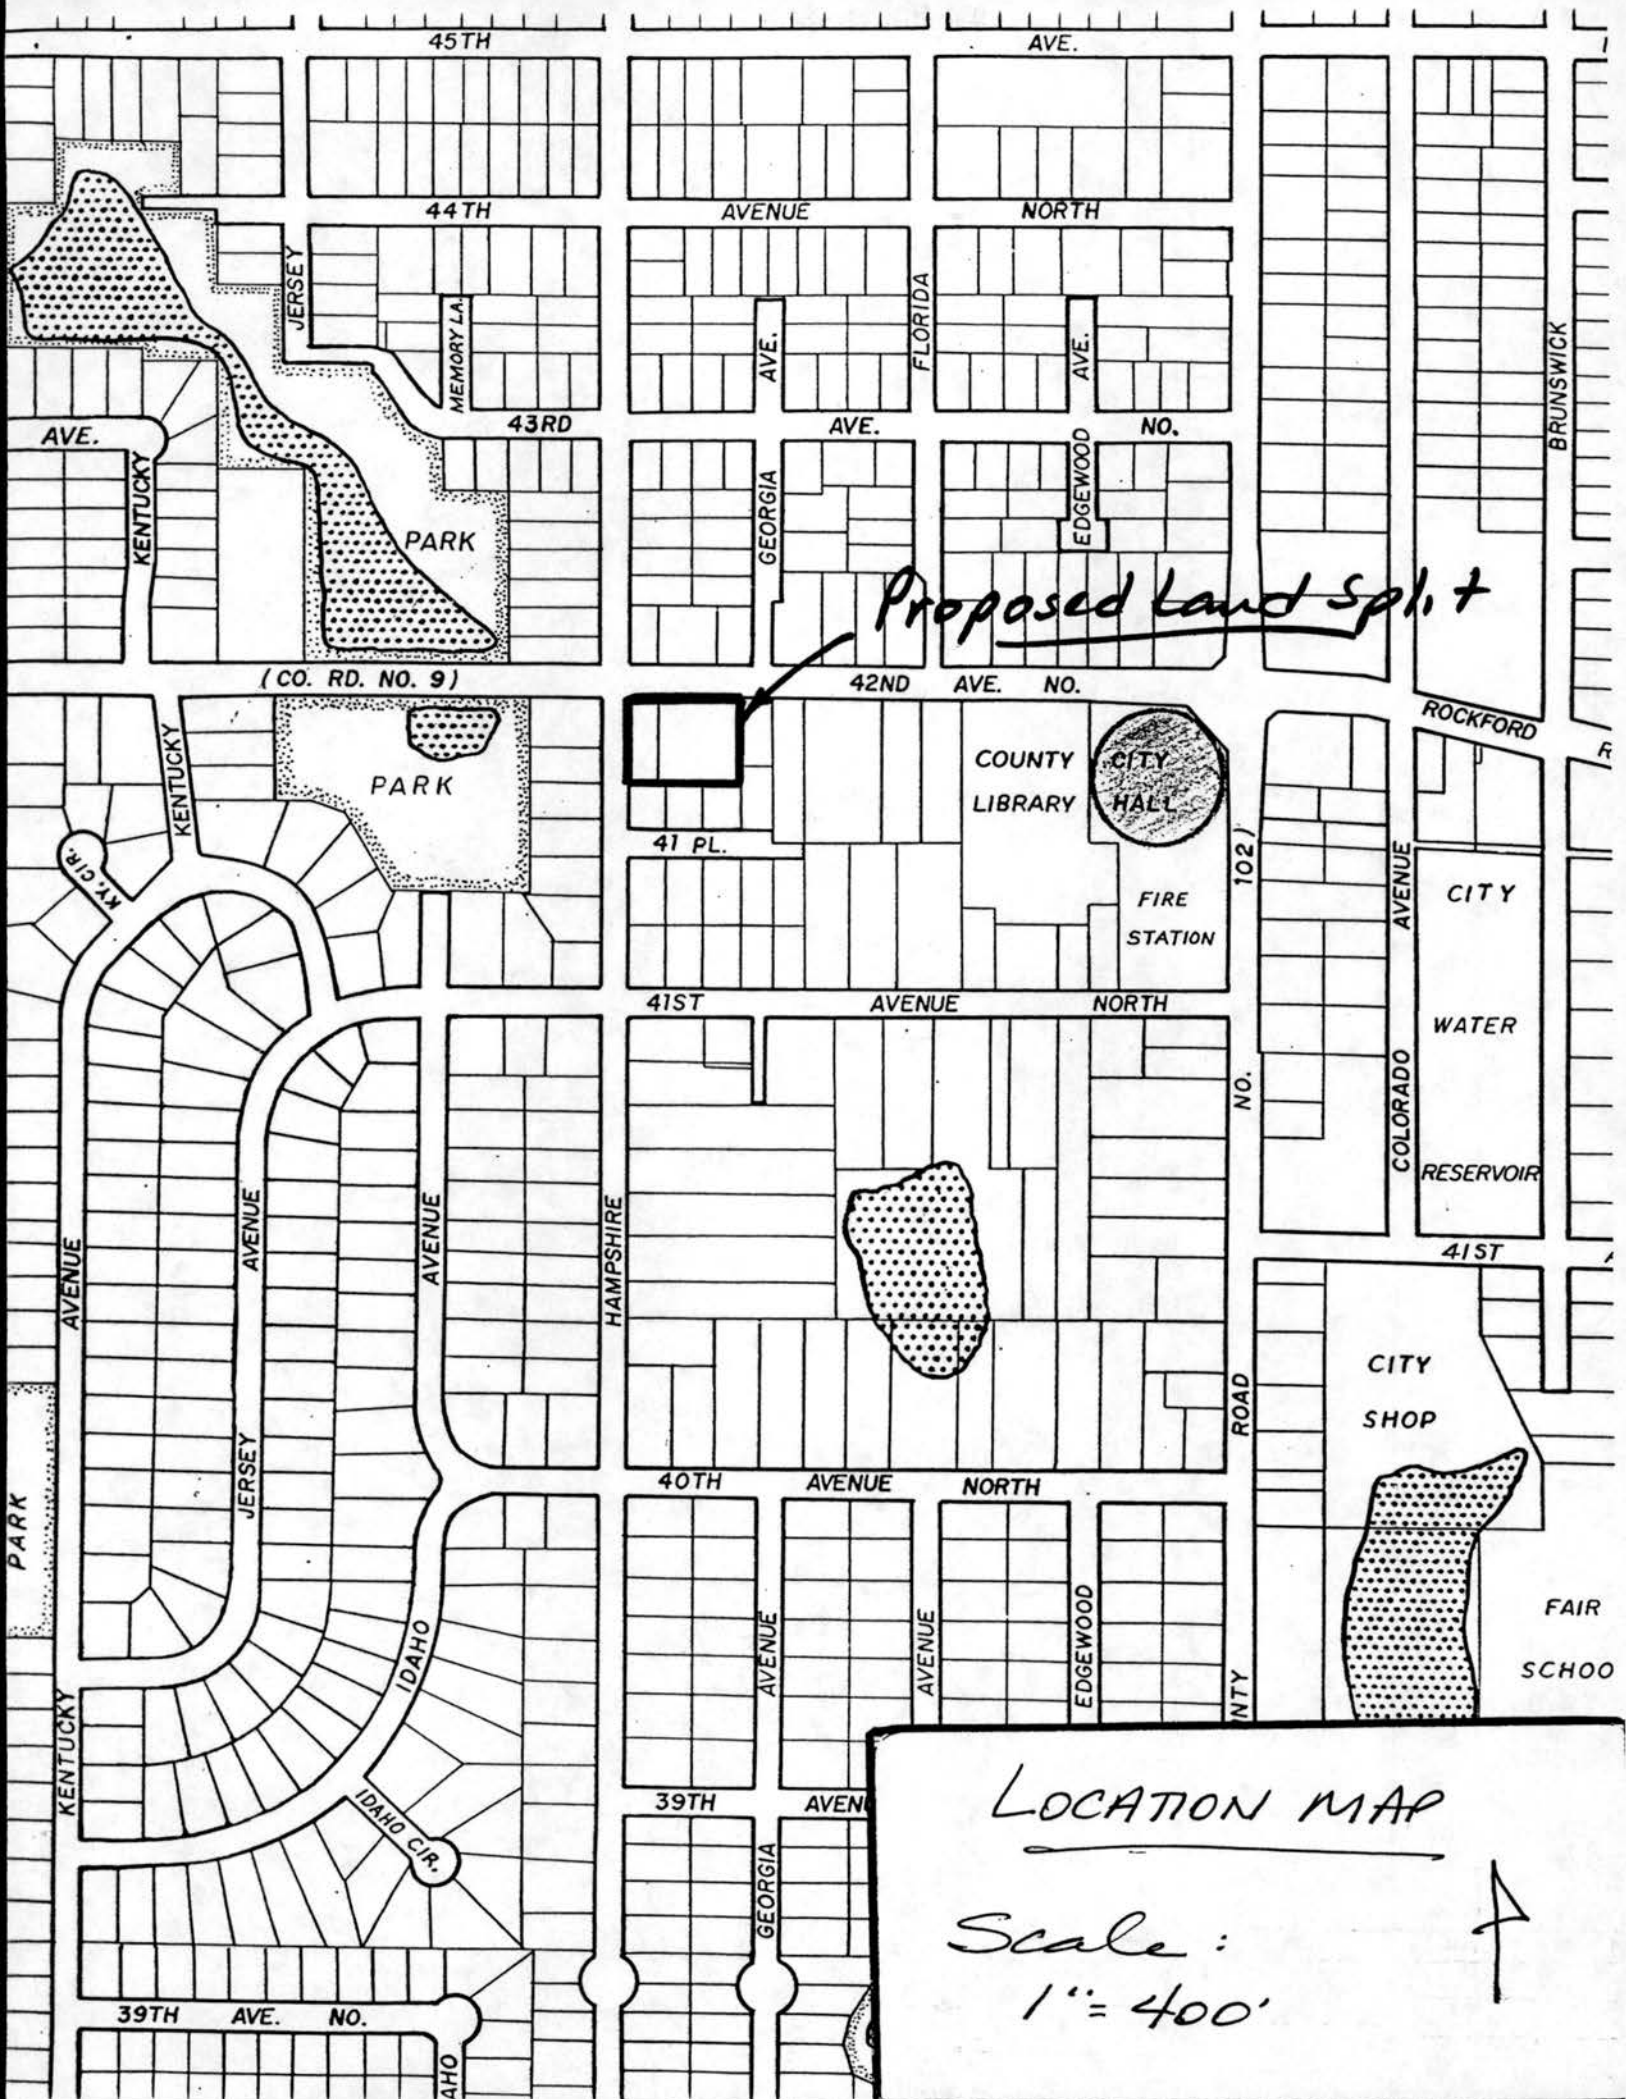 45TH AVE.
44TH AVENUE NORTH
JERSEY
MEMORY LA.
AVE.
FLORIDA
AVE.
BRUNSWICK
AVE.
43RD AVE. NO.
KENTUCKY
PARK
GEORGIA
EDGEWOOD
Proposed Land Split
(CO. RD. NO. 9)
42ND AVE. NO.
ROCKFORD
R
KENTUCKY
PARK
COUNTY
LIBRARY
CITY
HALL
41 PL.
KY. CIR.
102)
AVENUE
CITY
FIRE
STATION
41ST AVENUE NORTH
WATER
NO.
COLORADO
RESERVOIR
AVENUE
AVENUE
AVENUE
HAMPSHIRE
41ST
CITY
SHOP
ROAD
JERSEY
40TH AVENUE NORTH
PARK
IDAHO
AVENUE
AVENUE
EDGEWOOD
NTY
FAIR
SCHOO
KENTUCKY
IDAHO CIR.
39TH AVEN
GEORGIA
LOCATION MAP
Scale:
1"= 400'
39TH AVE. NO.
AHO